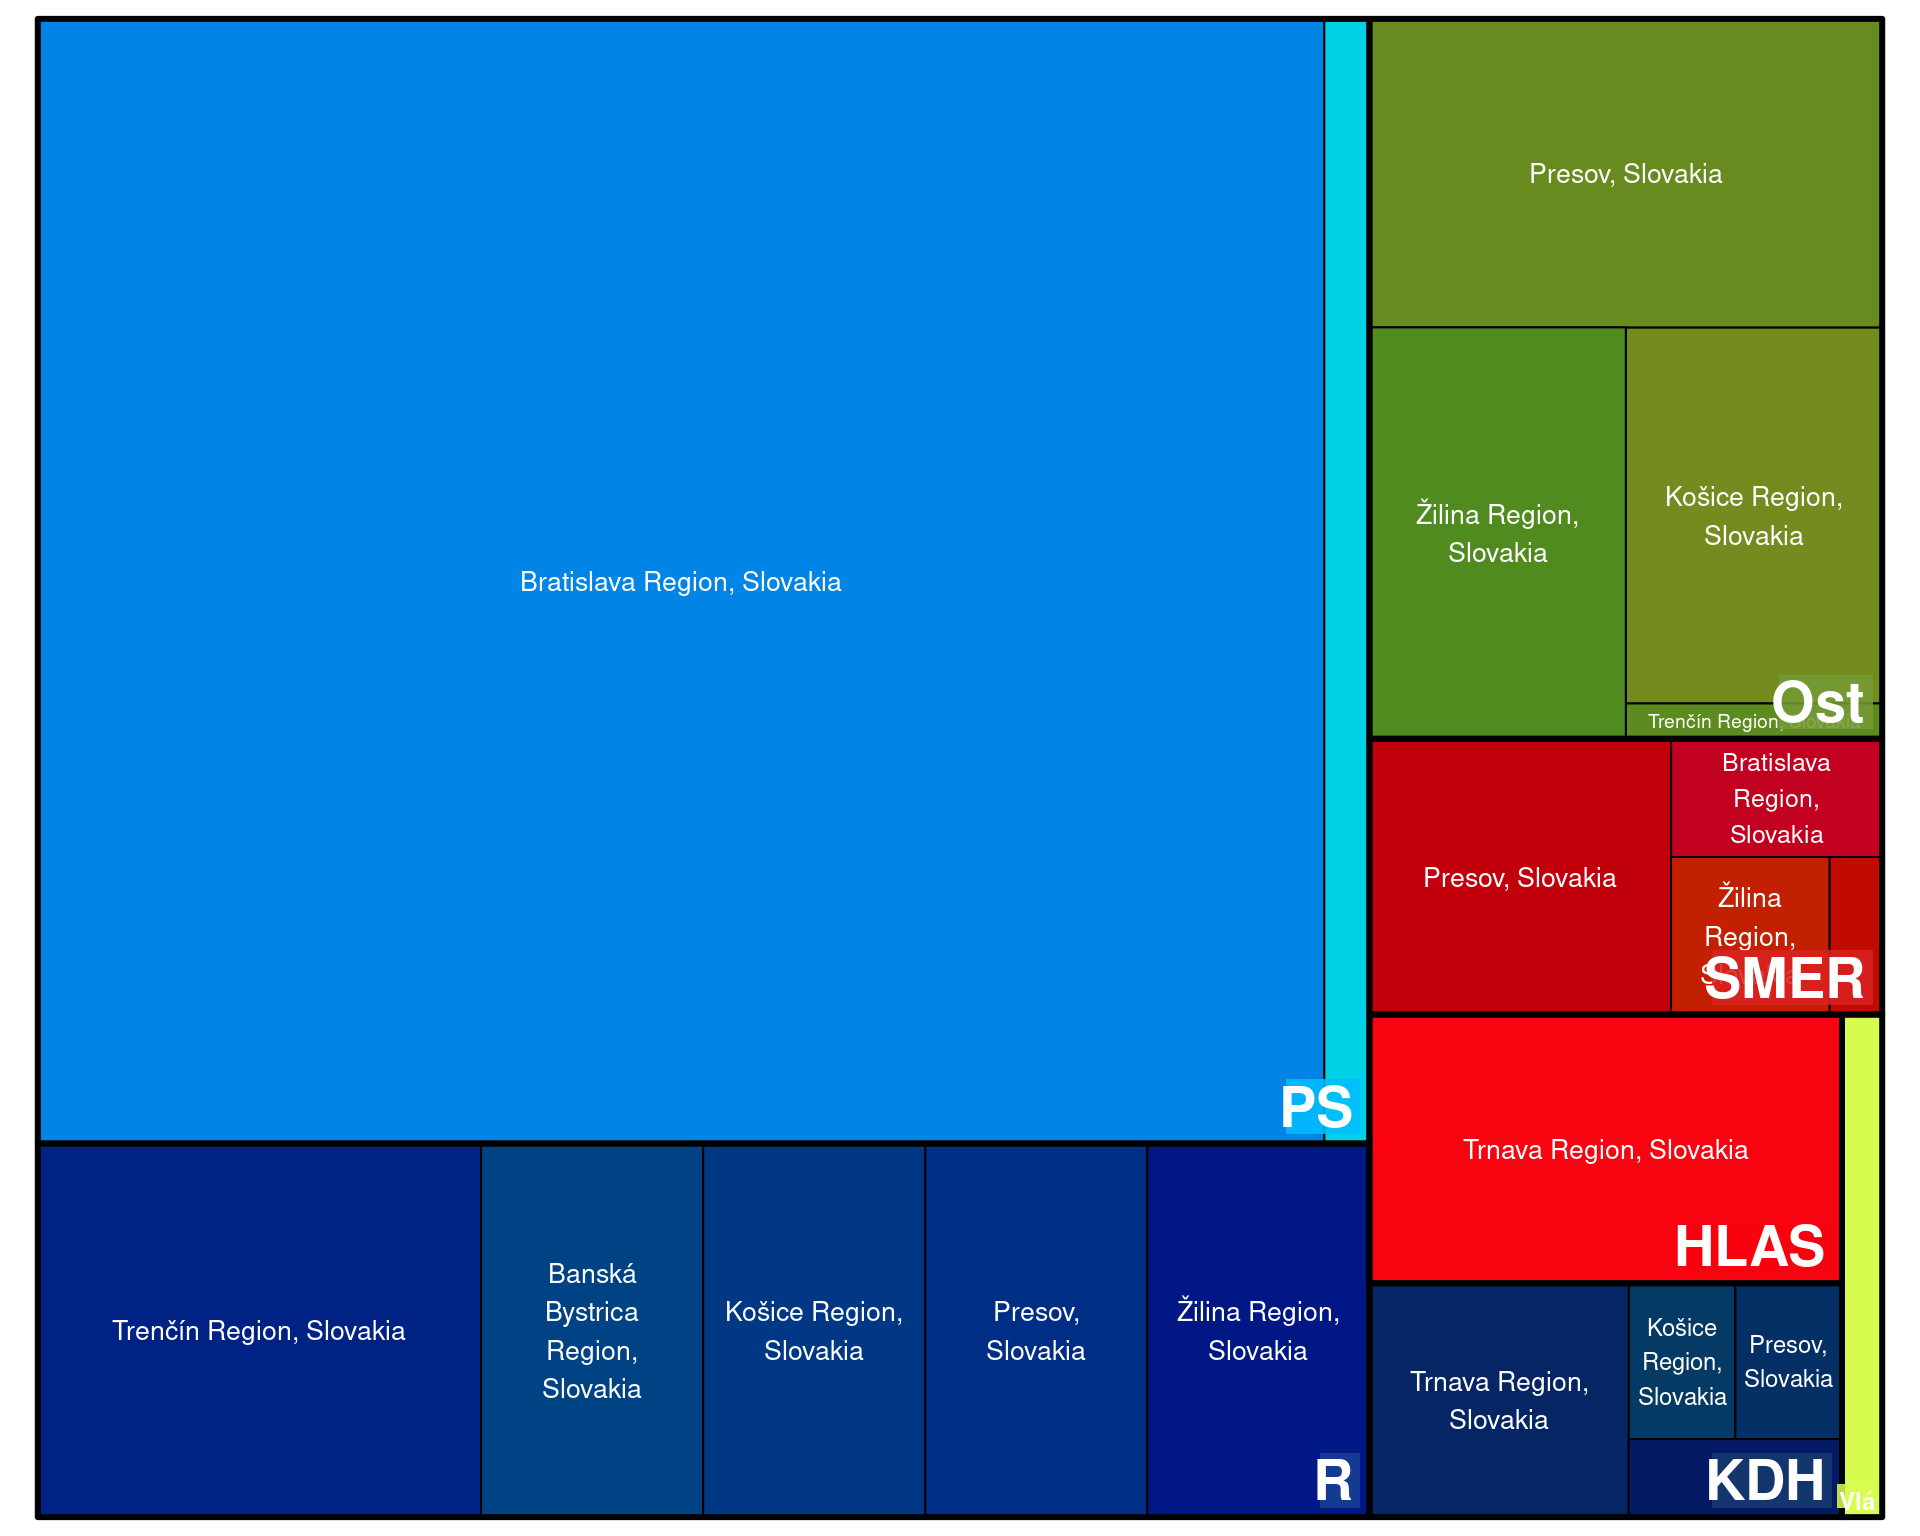 Bratislava Region, Slovakia
PS
Presov, Slovakia
Žilina Region,
Slovakia
Košice Region,
Slovakia
Trenčín Region, Slovakia
Ost
Presov, Slovakia
Bratislava
Region,
Slovakia
Žilina
Region,
SMER
Trnava Region, Slovakia
HLAS
Trenčín Region, Slovakia
Banská
Bystrica
Region,
Slovakia
Košice Region,
Slovakia
Presov,
Slovakia
Žilina Region,
Slovakia
R
Trnava Region,
Slovakia
Košice
Region,
Slovakia
Presov,
Slovakia
KDH
Vlá